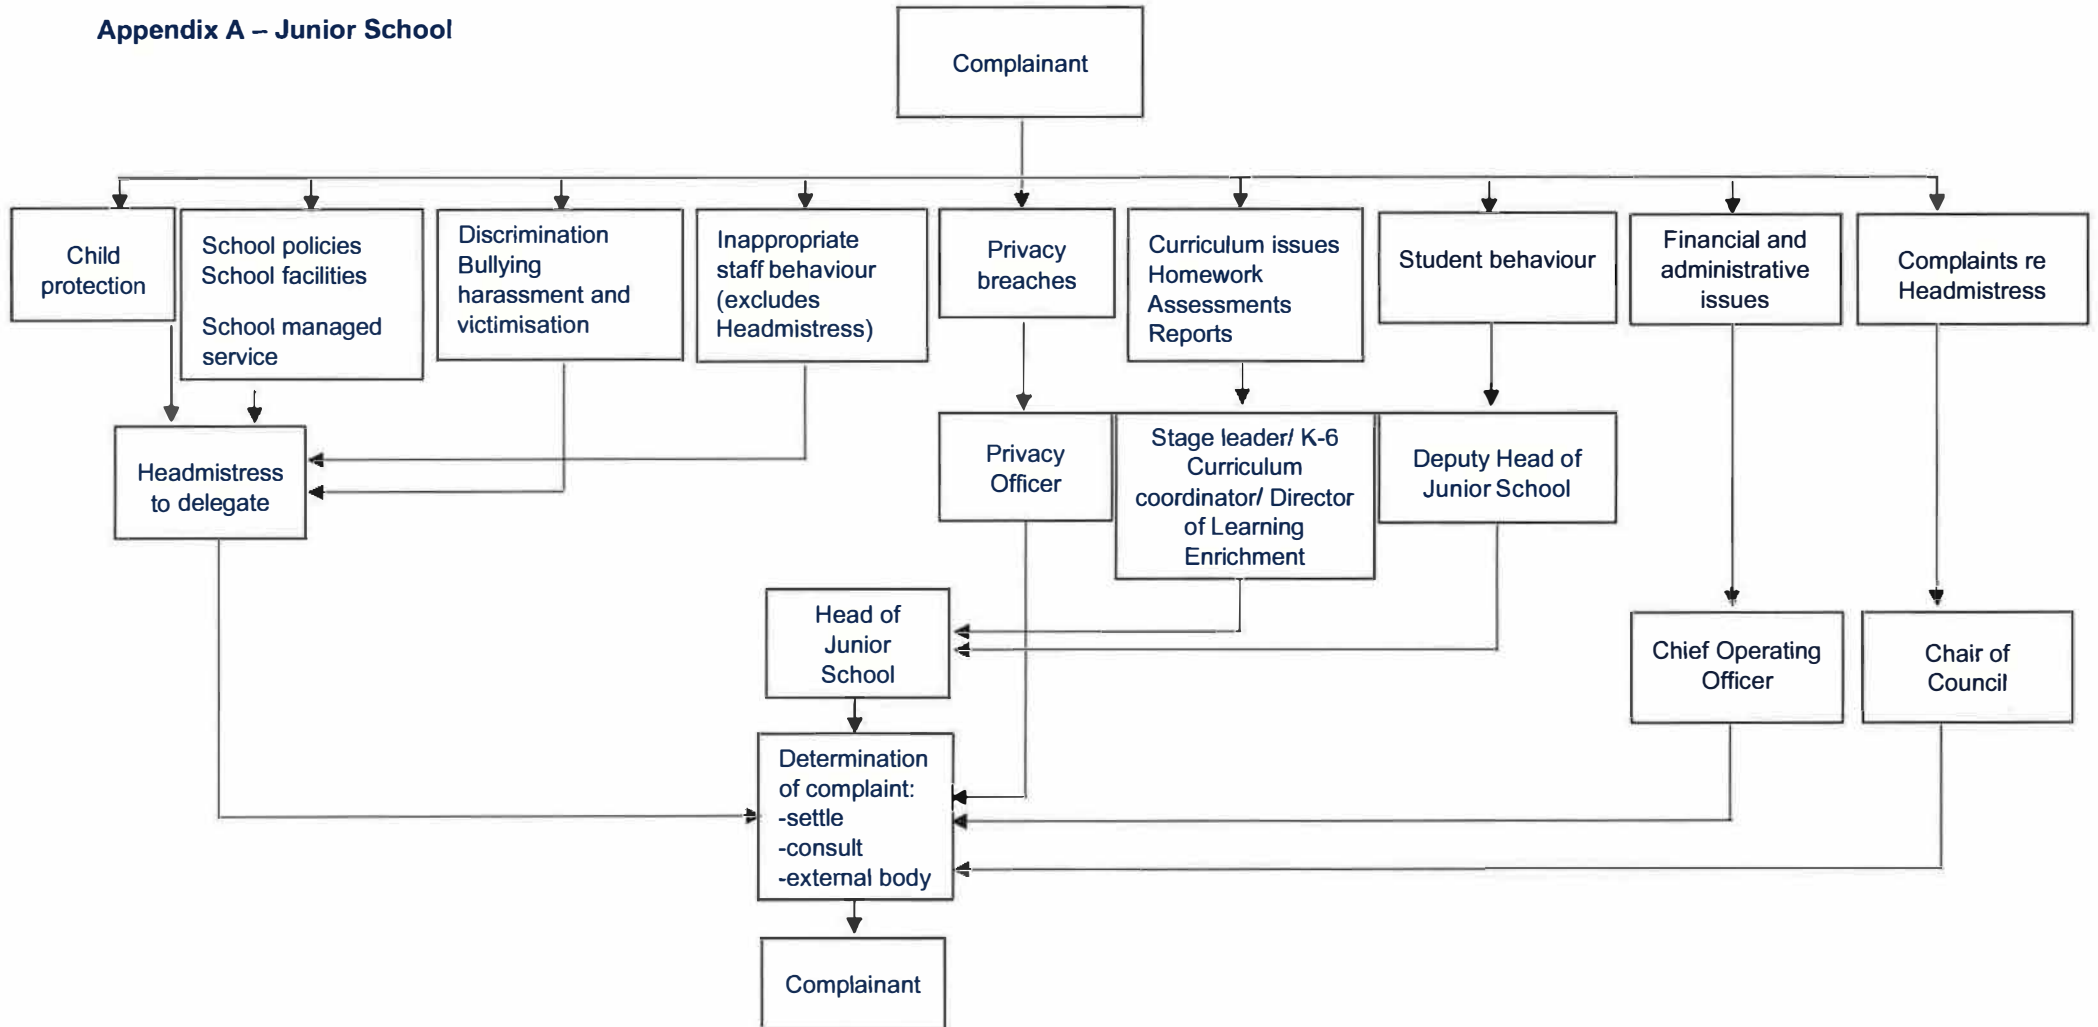 Appendix A – Junior School
Complainant
Child
protection
School policies
School facilities
School managed
service
Discrimination
Bullying
harassment and
victimisation
Inappropriate
staff behaviour
(excludes
Headmistress)
Privacy
breaches
Curriculum issues
Homework
Assessments
Reports
Student behaviour
Financial and
administrative
issues
Complaints re
Headmistress
Headmistress
to delegate
Privacy
Officer
Stage leader/ K-6
Curriculum
coordinator/ Director
of Learning
Enrichment
Deputy Head of
Junior School
Head of
Junior
School
Chief Operating
Officer
Chair of
Council
Determination
of complaint:
-settle
-consult
-external body
Complainant